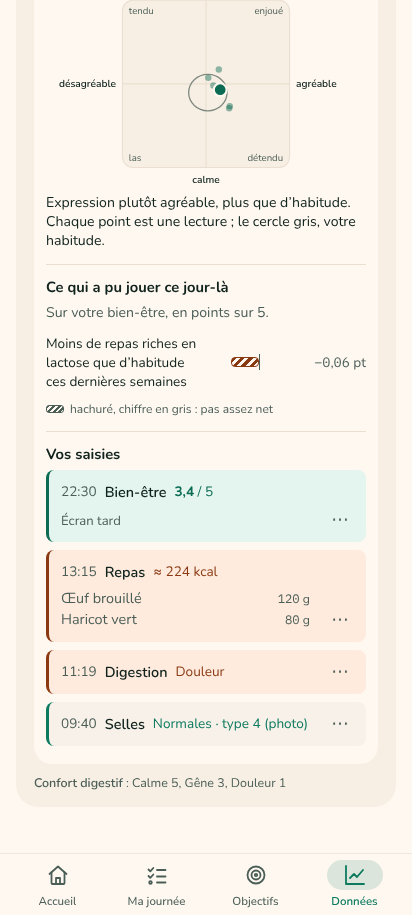 tendu enjoué
désagréable agréable
las détendu
calme
Expression plutôt agréable, plus que d’habitude.
Chaque point est une lecture ; le cercle gris, votre
habitude.
Ce qui a pu jouer ce jour-là
Sur votre bien-être, en points sur 5.
Moins de repas riches en
lactose que d’habitude
ces dernières semaines
−0,06 pt
hachuré, chiffre en gris : pas assez net
Vos saisies
22:30 Bien-être 3,4 / 5
Écran tard
13:15 Repas ≈ 224 kcal
Œuf brouillé 120 g
Haricot vert 80 g
11:19 Digestion Douleur
09:40 Selles Normales · type 4 (photo)
Confort digestif : Calme 5, Gêne 3, Douleur 1
Accueil Ma journée Objectifs Données